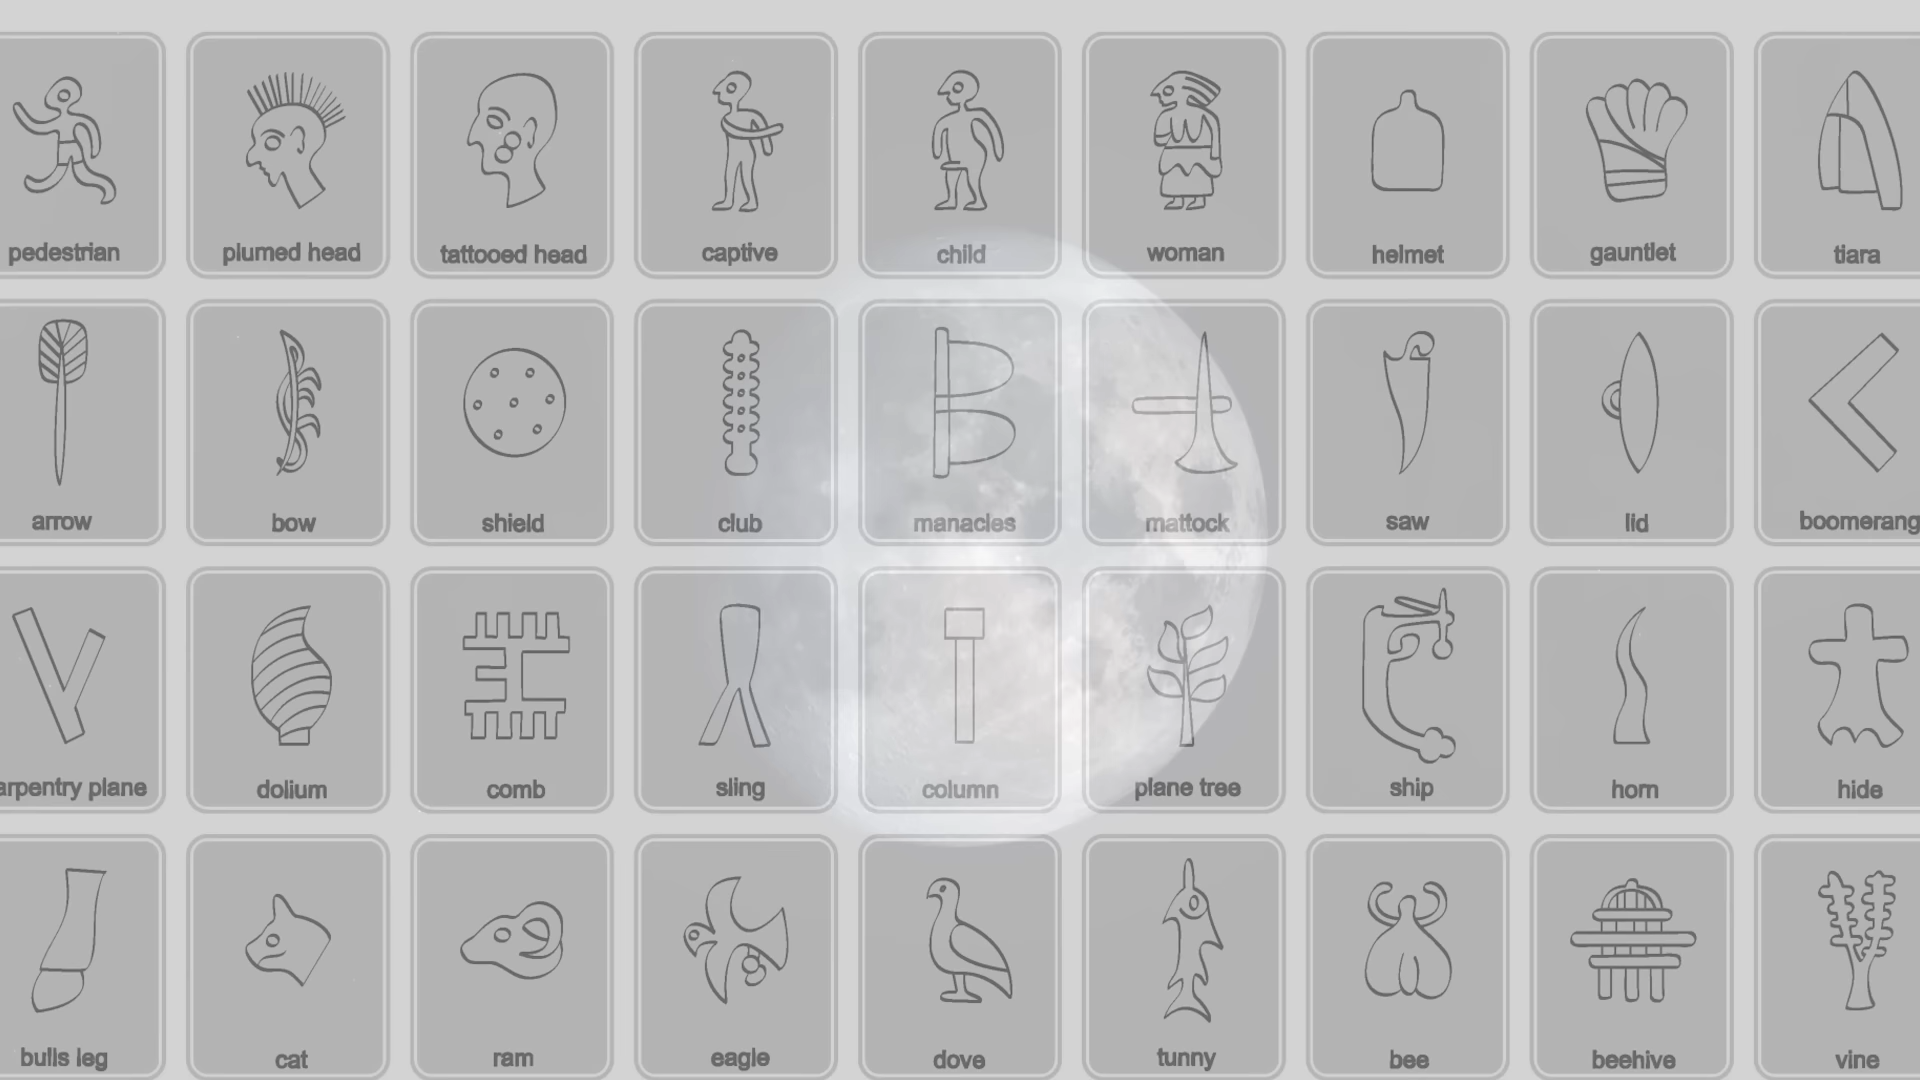 pedestrian
plumed head
tattooed head
captive
child
woman
helmet
gauntlet
tiara
arrow
bow
shield
club
manacles
mattock
saw
lid
boomerang
arpentry plane
dolium
comb
sling
column
plane tree
ship
horn
hide
bulls leg
cat
ram
eagle
dove
tunny
bee
beehive
vine